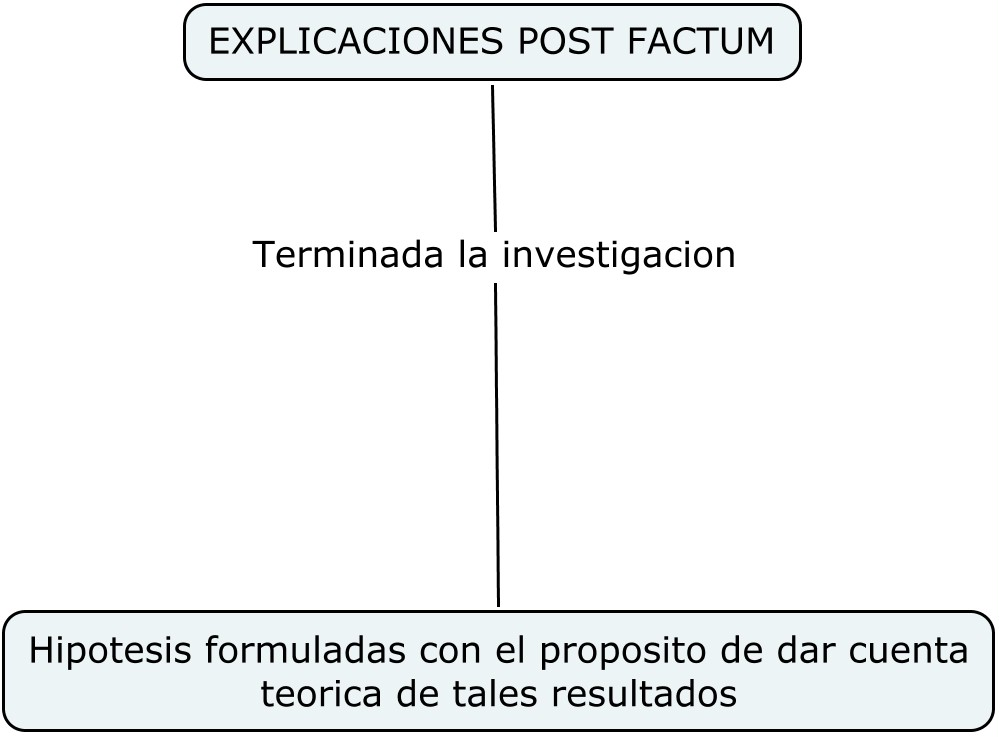 EXPLICACIONES POST FACTUM
Terminada la investigacion
Hipotesis formuladas con el proposito de dar cuenta
teorica de tales resultados